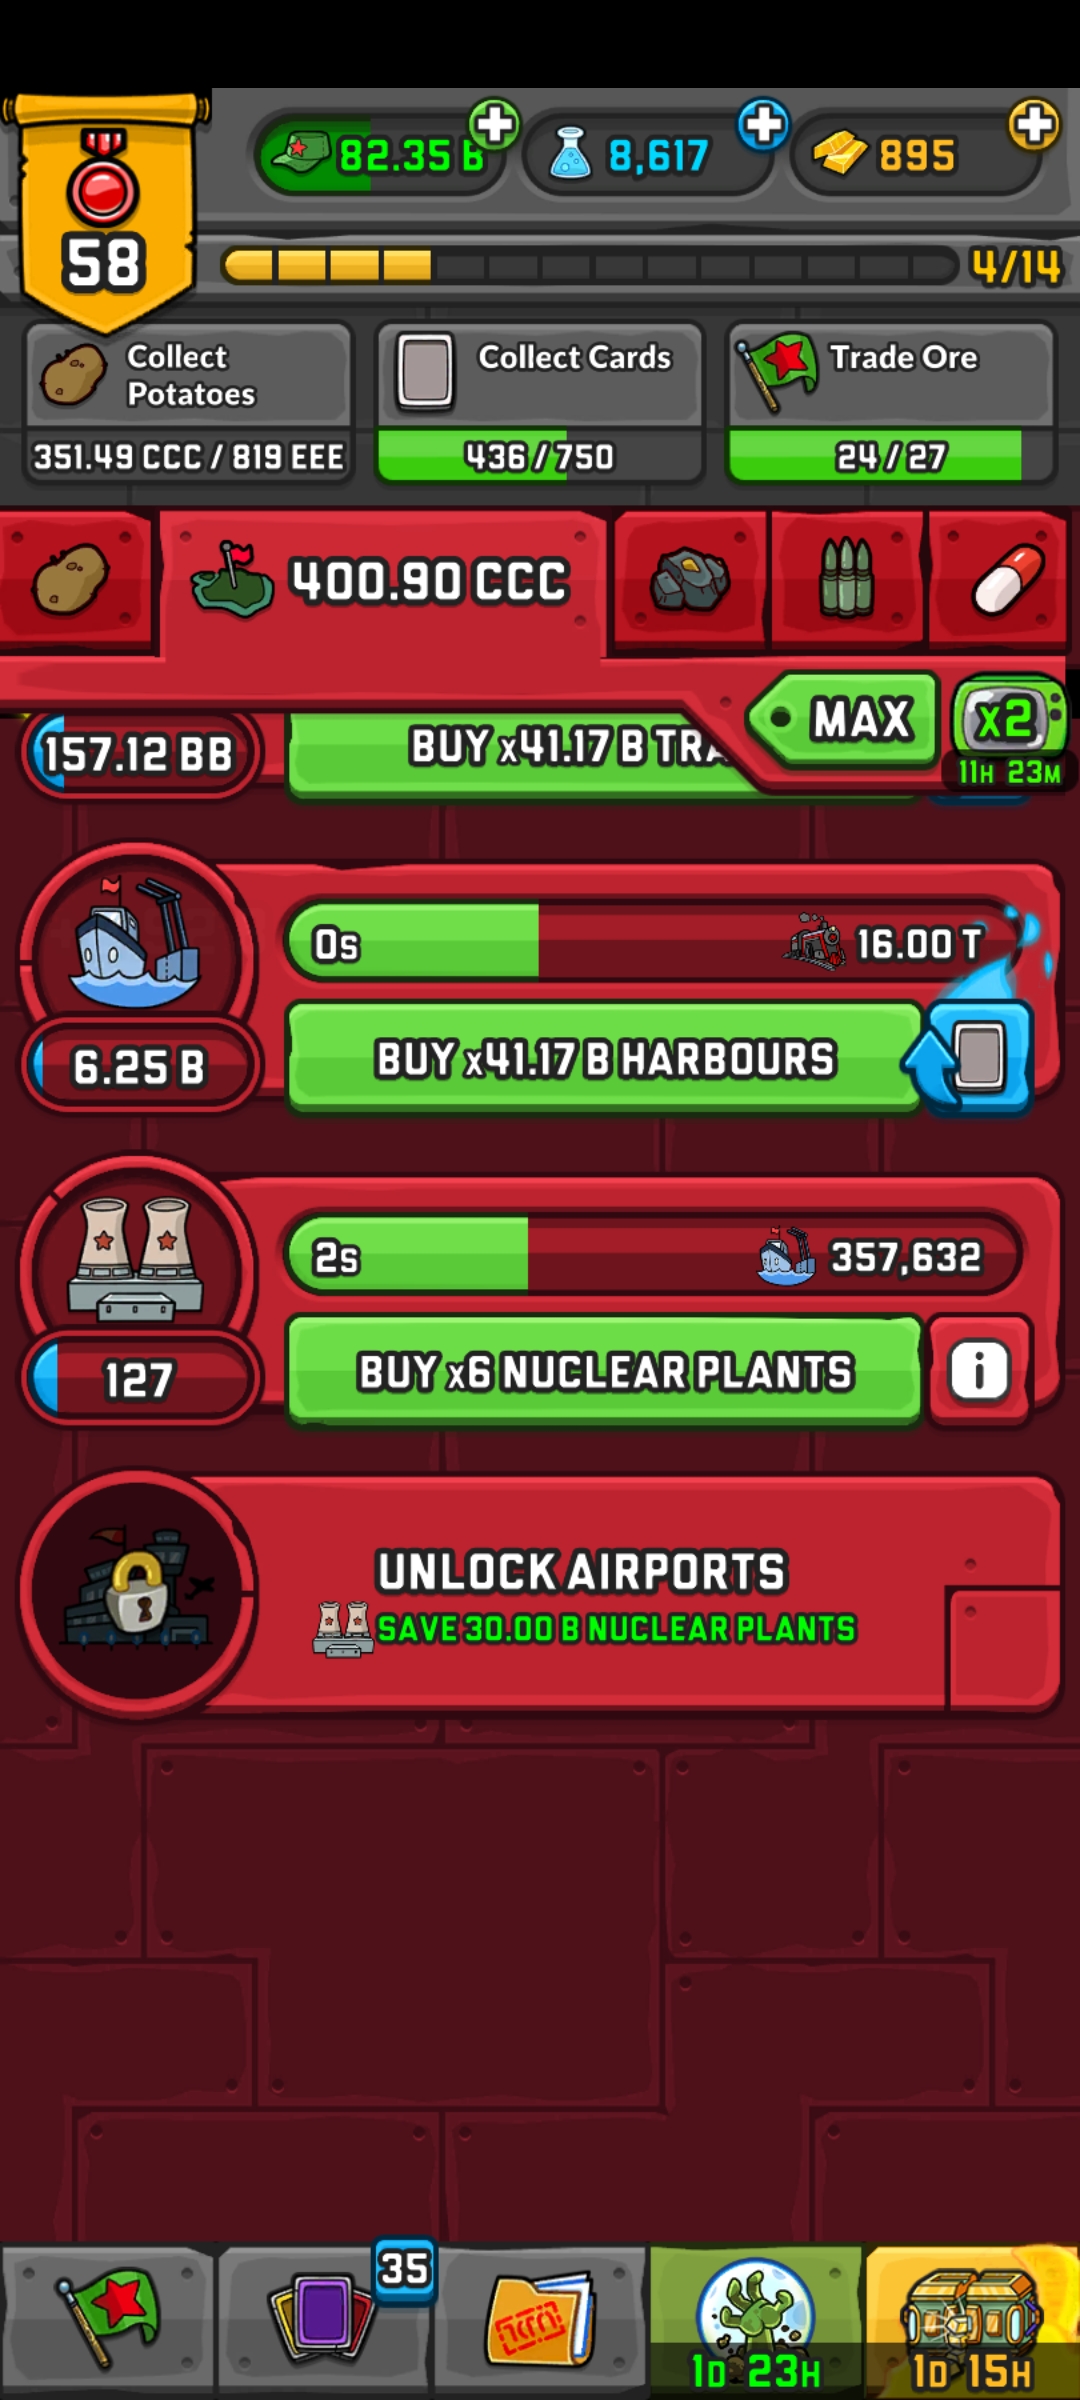 82.35 B
8,617
895
58
4/14
Collect
Potatoes
Collect Cards
Trade Ore
351.49 CCC / 819 EEE
436/750
24/27
400.90 CCC
MAX
x2
11H 23M
157.12 BB
BUY x41.17 B TRA
0s
16.00 T
6.25 B
BUY x41.17 B HARBOURS
2s
357,632
127
BUY x6 NUCLEAR PLANTS
i
UNLOCK AIRPORTS
SAVE 30.00 B NUCLEAR PLANTS
35
1D 23H
1D 15H